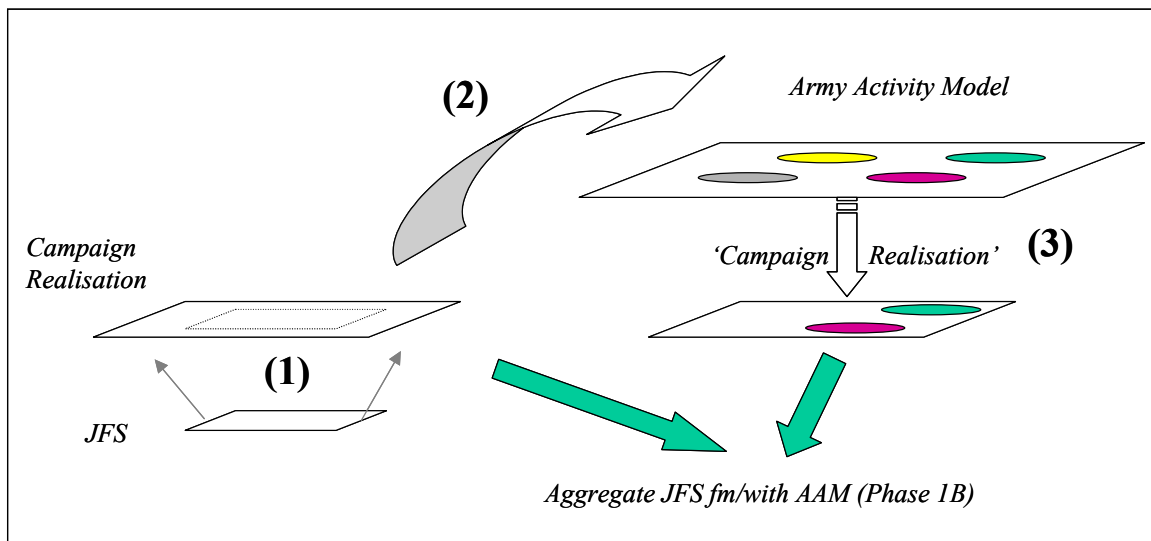 (2)
Army Activity Model
Campaign
Realisation
‘Campaign Realisation’
(3)
(1)
JFS
Aggregate JFS fm/with AAM (Phase 1B)